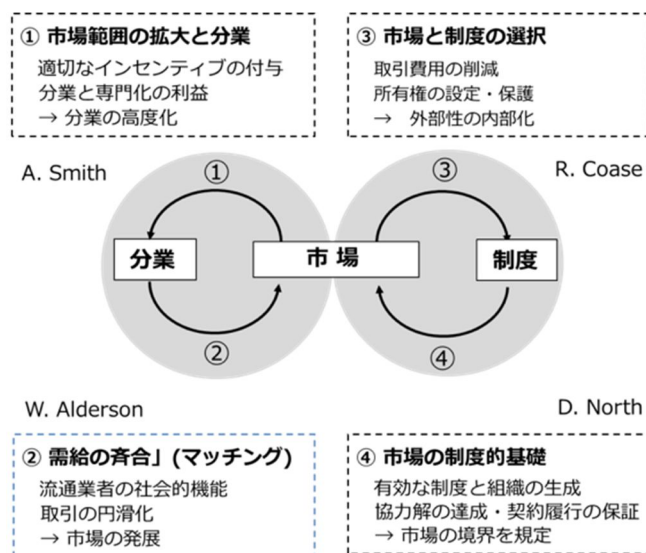 ① 市場範囲の拡大と分業
適切なインセンティブの付与
分業と専門化の利益
→ 分業の高度化
③ 市場と制度の選択
取引費用の削減
所有権の設定・保護
→ 外部性の内部化
A. Smith
R. Coase
①
③
分業
市 場
制度
②
④
W. Alderson
D. North
② 需給の斉合」(マッチング)
流通業者の社会的機能
取引の円滑化
→ 市場の発展
④ 市場の制度的基礎
有効な制度と組織の生成
協力解の達成・契約履行の保証
→ 市場の境界を規定